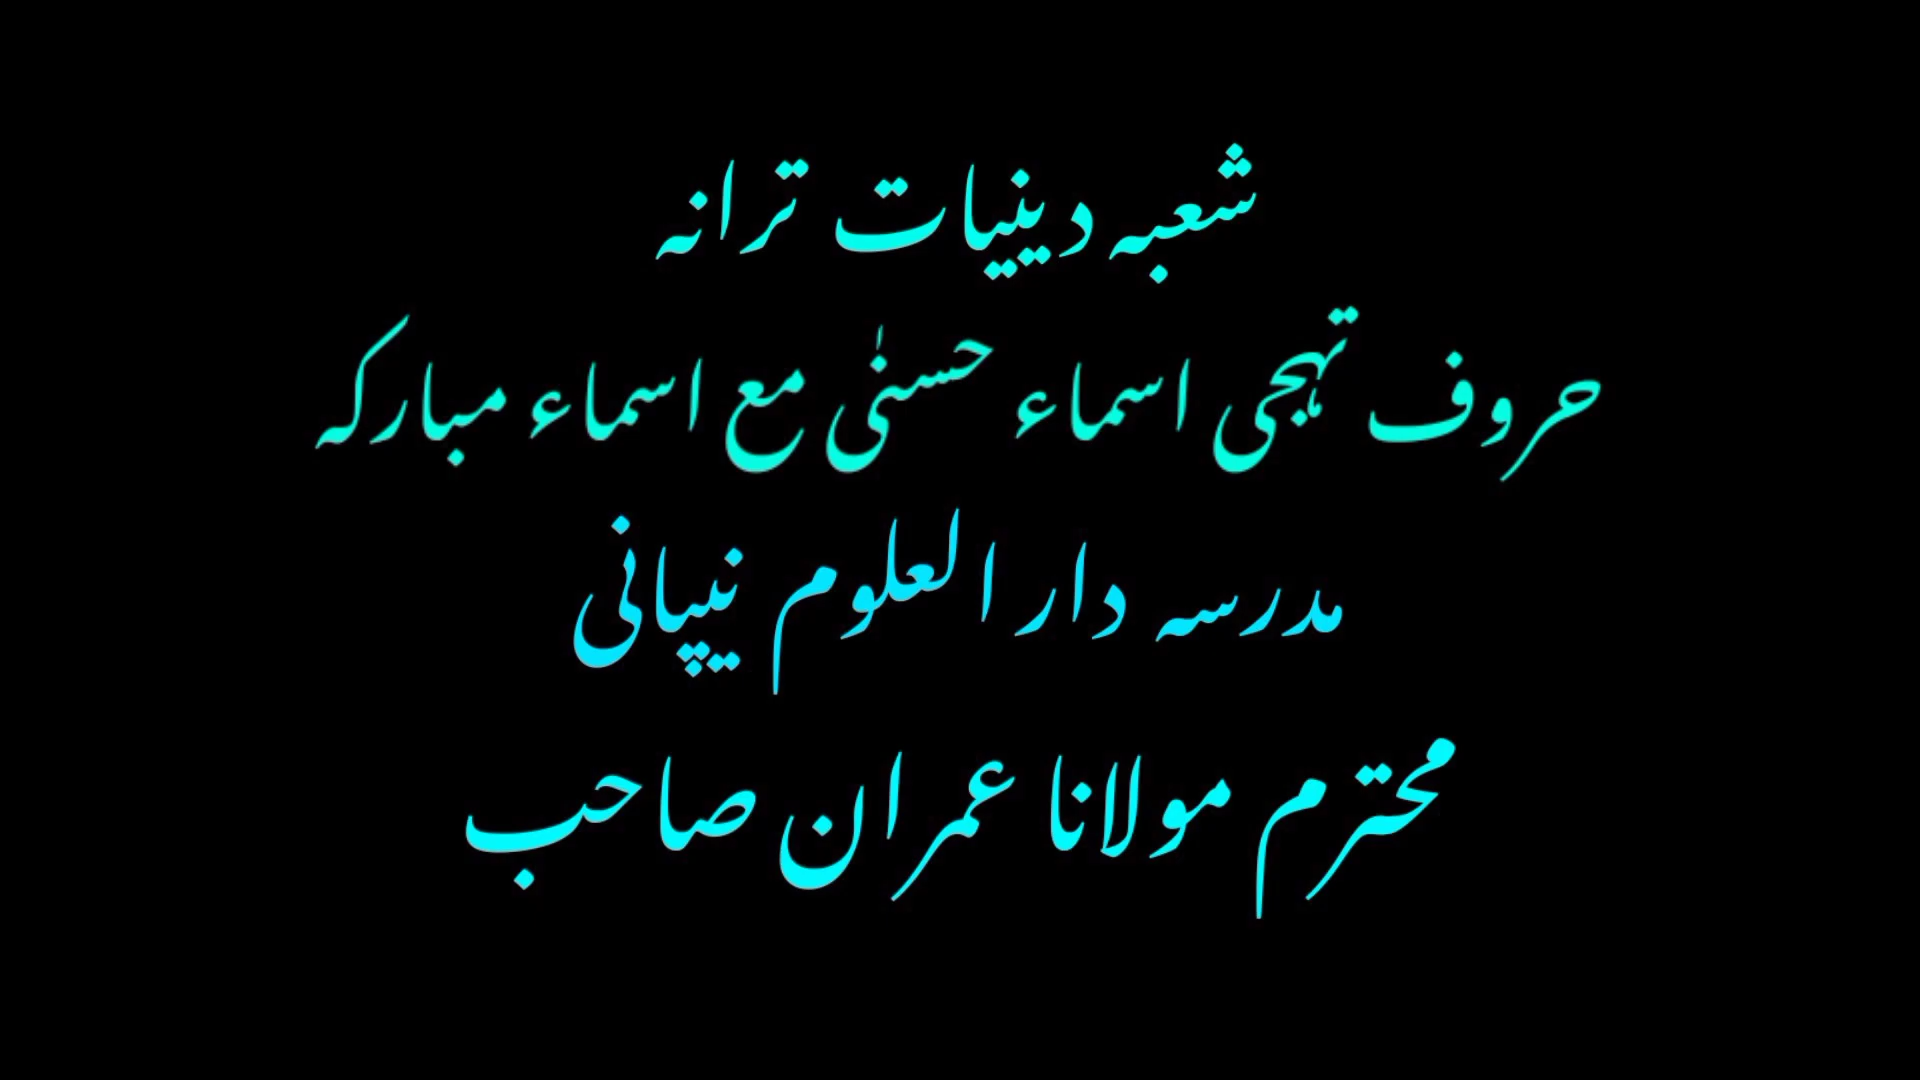 شعبہ دینیات ترانہ
حروف تہجی اسماء حسنٰی مع اسماء مبارکہ
مدرسہ دار العلوم نیپانی
محترم مولانا عمران صاحب